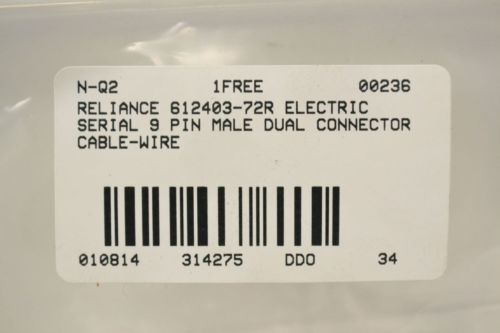 N-Q2 1FREE 00236
RELIANCE 612403-72R ELECTRIC
SERIAL 9 PIN MALE DUAL CONNECTOR
CABLE-WIRE
010814 314275 DDO 34